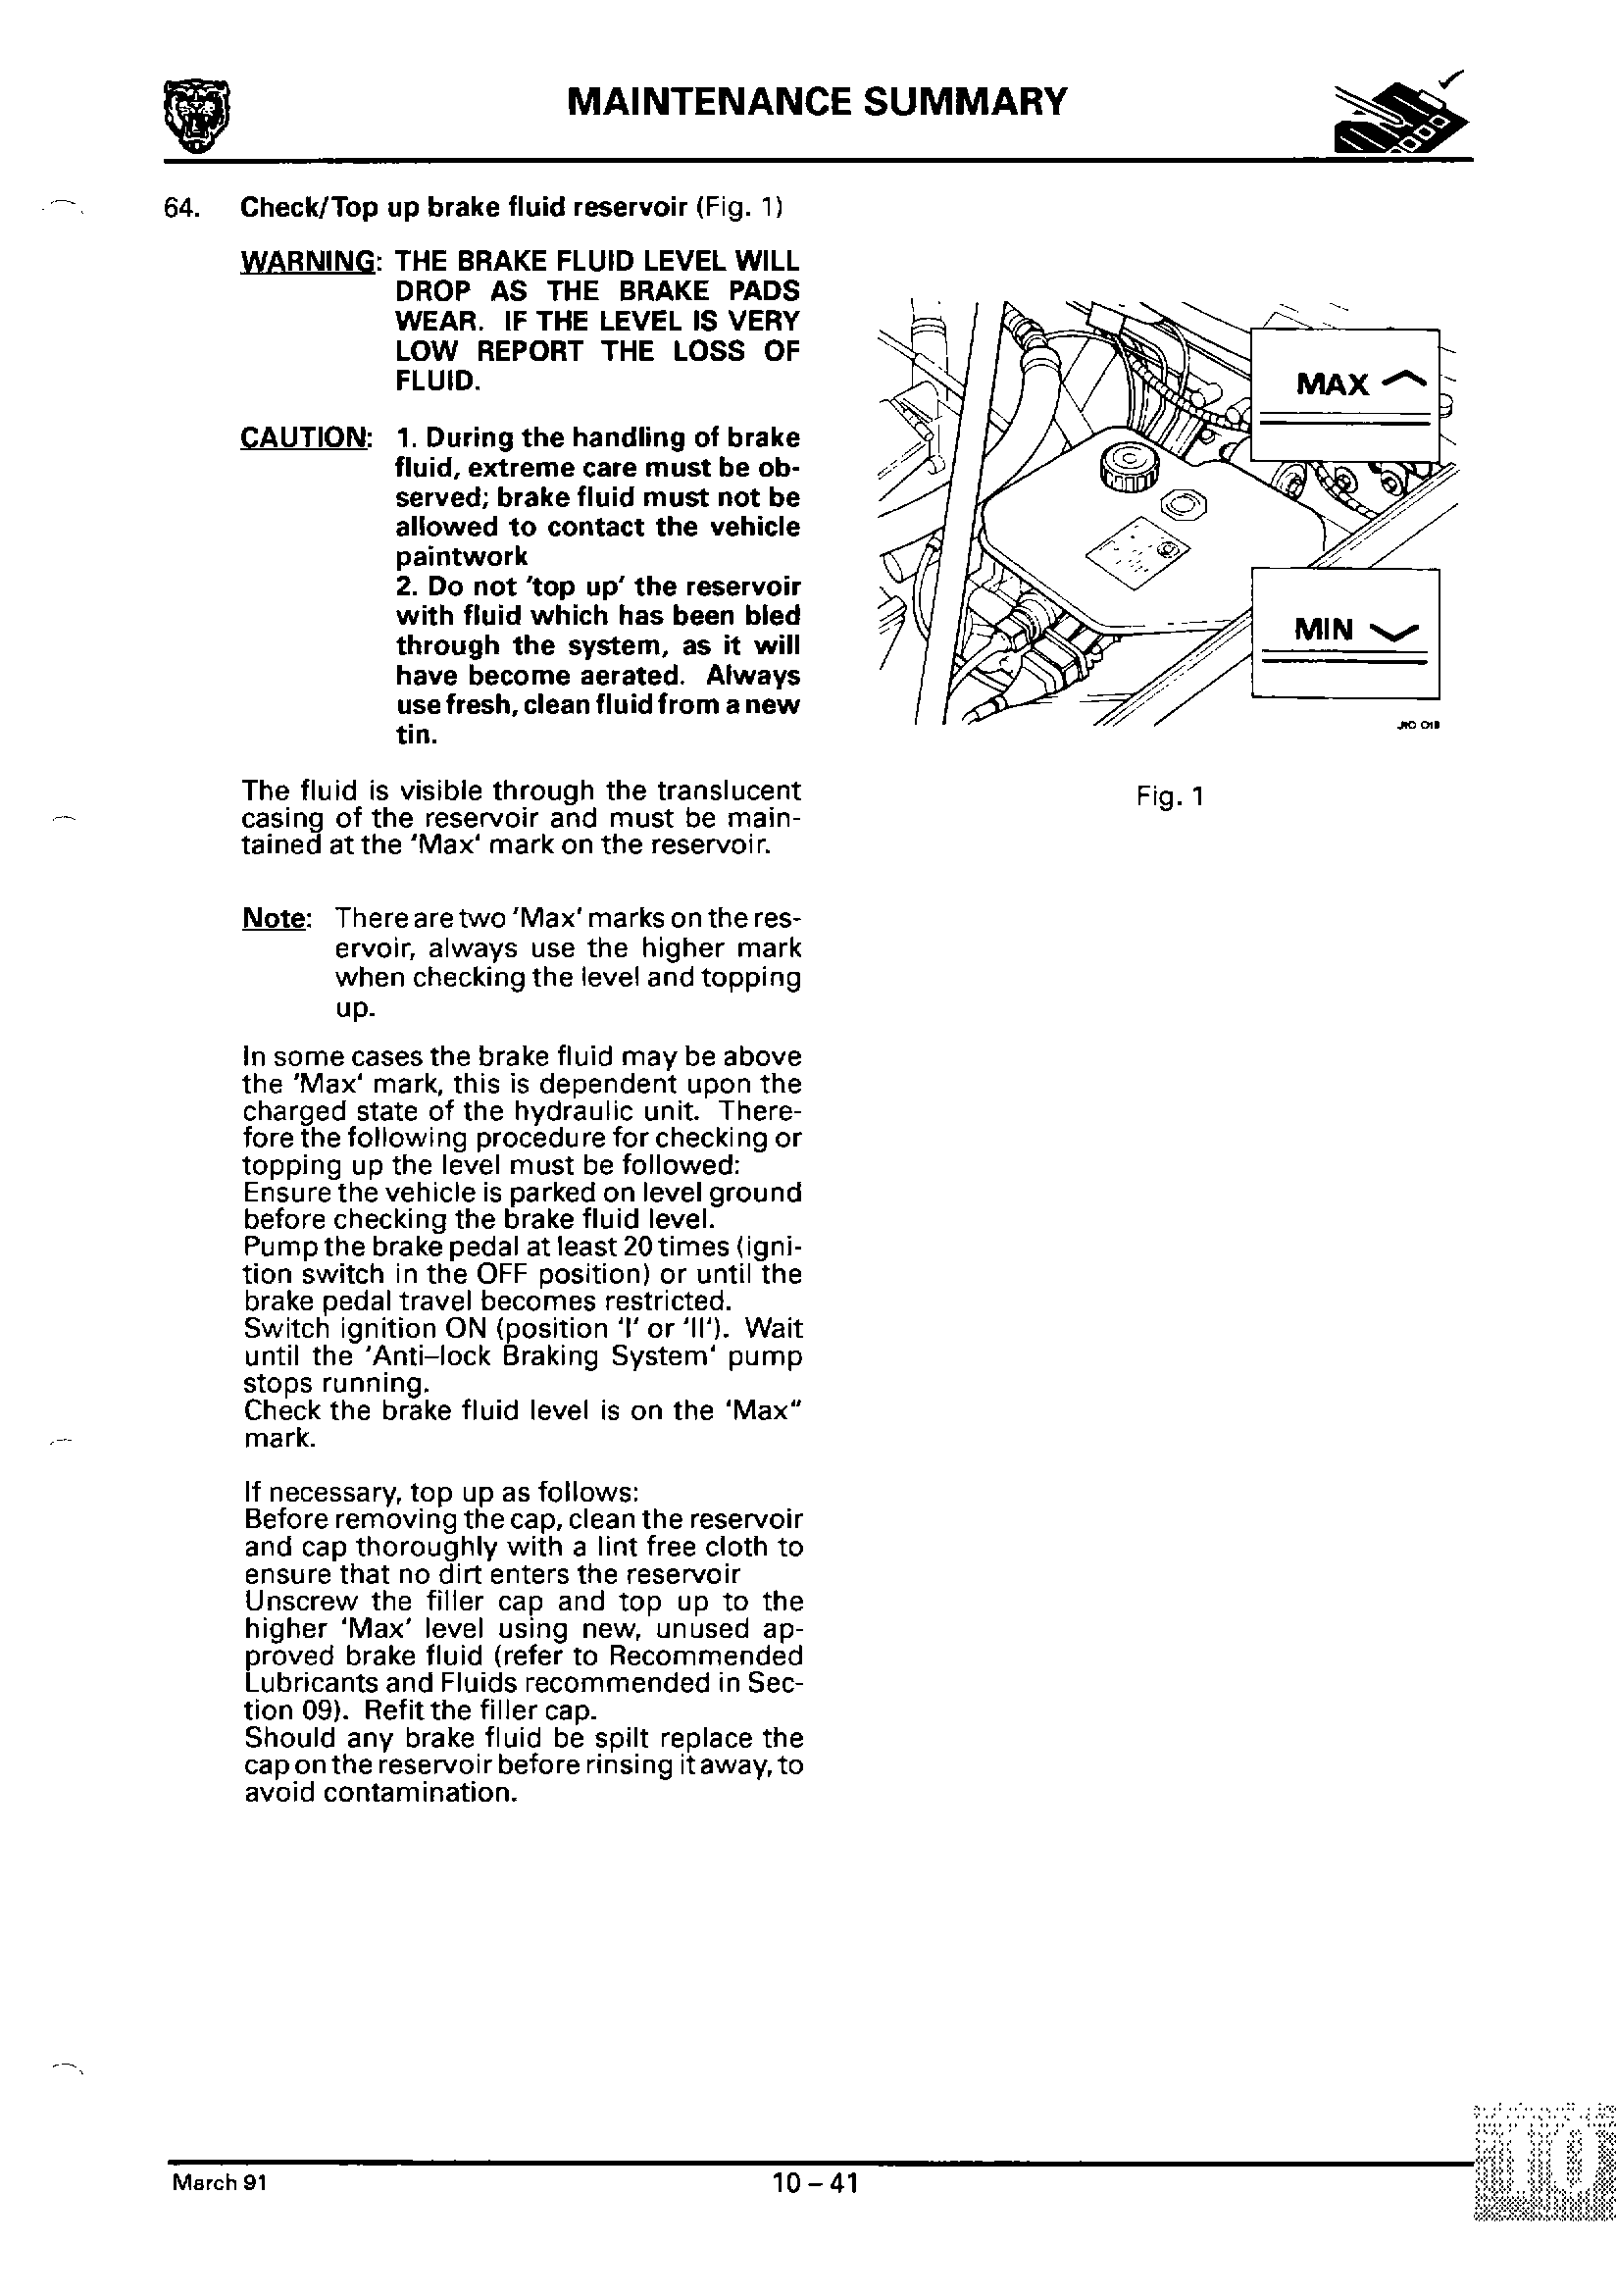 MAINTENANCE SUMMARY
64. Check/Top up brake fluid reservoir (Fig. 1)
WARNING: THE BRAKE FLUID LEVEL WILL
DROP AS THE BRAKE PADS
WEAR. IF THE LEVEL IS VERY
LOW REPORT THE LOSS OF
FLUID.
CAUTION: 1. During the handling of brake
fluid, extreme care must be ob-
served; brake fluid must not be
allowed to contact the vehicle
paintwork
2. Do not 'top up' the reservoir
with fluid which has been bled
through the system, as it will
have become aerated. Always
use fresh, clean fluid from a new
tin.
The fluid is visible through the translucent
casing of the reservoir and must be main-
tained at the 'Max' mark on the reservoir.
Note: There are two 'Max' marks on the res-
ervoir, always use the higher mark
when checking the level and topping
up.
In some cases the brake fluid may be above
the 'Max' mark, this is dependent upon the
charged state of the hydraulic unit. There-
fore the following procedure for checking or
topping up the level must be followed:
Ensure the vehicle is parked on level ground
before checking the brake fluid level.
Pump the brake pedal at least 20 times (igni-
tion switch in the OFF position) or until the
brake pedal travel becomes restricted.
Switch ignition ON (position 'I' or 'II'). Wait
until the 'Anti–lock Braking System' pump
stops running.
Check the brake fluid level is on the 'Max"
mark.
If necessary, top up as follows:
Before removing the cap, clean the reservoir
and cap thoroughly with a lint free cloth to
ensure that no dirt enters the reservoir
Unscrew the filler cap and top up to the
higher 'Max' level using new, unused ap-
proved brake fluid (refer to Recommended
Lubricants and Fluids recommended in Sec-
tion 09). Refit the filler cap.
Should any brake fluid be spilt replace the
cap on the reservoir before rinsing it away, to
avoid contamination.
MAX
MIN
Fig. 1
March 91
10 – 41
10